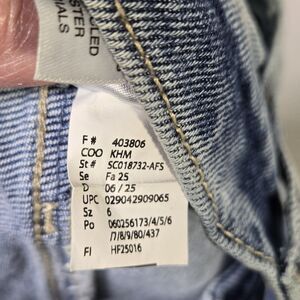 CLED
STER
IALS
F # 403806
COO KHM
St # SC018732-AFS
Se Fa 25
D 06 / 25
UPC 029042909065
Sz 6
Po 060256173/4/5/6
/7/8/9/80/437
FI HF25016